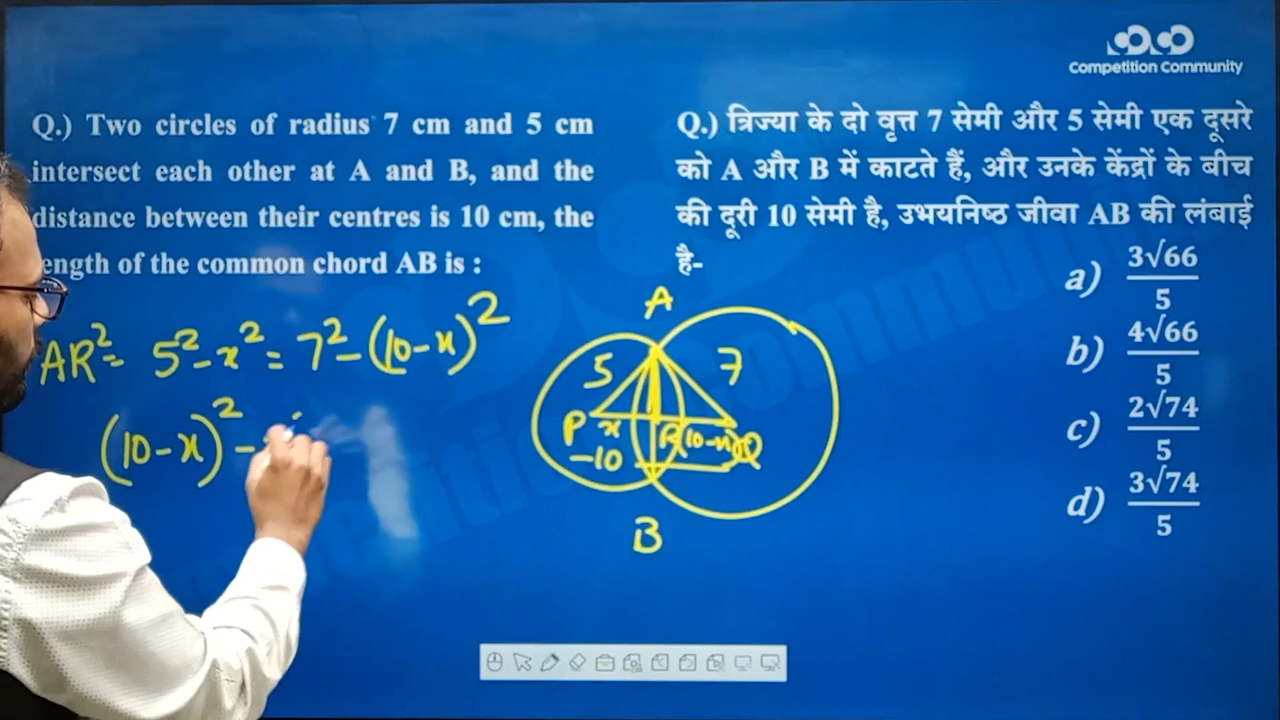 Competition Community
Q.) Two circles of radius 7 cm and 5 cm
intersect each other at A and B, and the
distance between their centres is 10 cm, the
ength of the common chord AB is :
Q.) त्रिज्या के दो वृत्त 7 सेमी और 5 सेमी एक दूसरे
को A और B में काटते हैं, और उनके केंद्रों के बीच
की दूरी 10 सेमी है, उभयनिष्ठ जीवा AB की लंबाई
है-
a) 3√66/5
b) 4√66/5
c) 2√74/5
d) 3√74/5
AR²= 5²-x² = 7²-(10-x)²
(10-x)² -
A
5 7
P x R (10-x) Q
-10
B